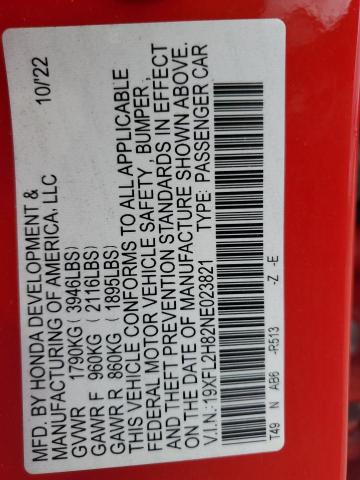 MFD. BY HONDA DEVELOPMENT & 10/'22
MANUFACTURING OF AMERICA, LLC
GVWR 1790KG ( 3946LBS)
GAWR F 960KG ( 2116LBS)
GAWR R 860KG ( 1895LBS)
THIS VEHICLE CONFORMS TO ALL APPLICABLE
FEDERAL MOTOR VEHICLE SAFETY , BUMPER ,
AND THEFT PREVENTION STANDARDS IN EFFECT
ON THE DATE OF MANUFACTURE SHOWN ABOVE.
V.I.N.:19XFL2H82NE023821 TYPE: PASSENGER CAR
T49 N AB6 -R513 -Z -E